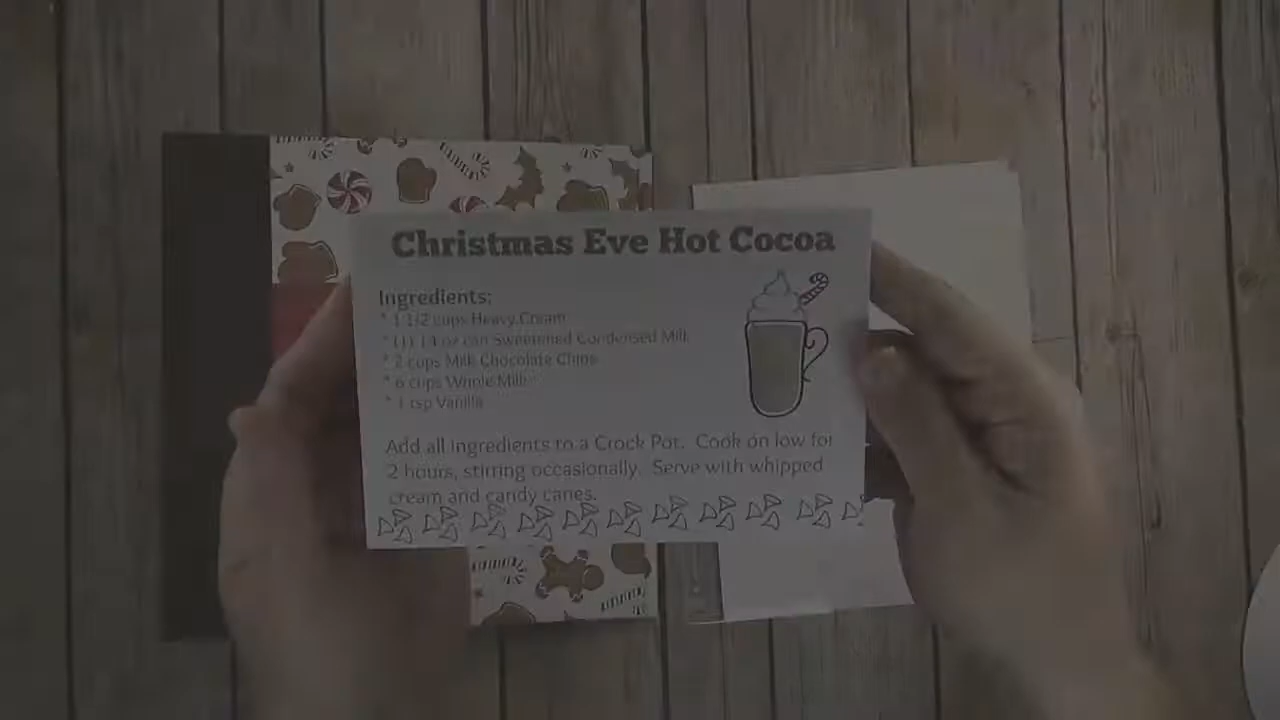 Christmas Eve Hot Cocoa
Ingredients:
* 1 1/2 cups Heavy Cream
* (1) 14 oz can Sweetened Condensed Milk
* 2 cups Milk Chocolate Chips
* 6 cups Whole Milk
* 1 tsp Vanilla
Add all ingredients to a Crock Pot. Cook on low for
2 hours, stirring occasionally. Serve with whipped
cream and candy canes.